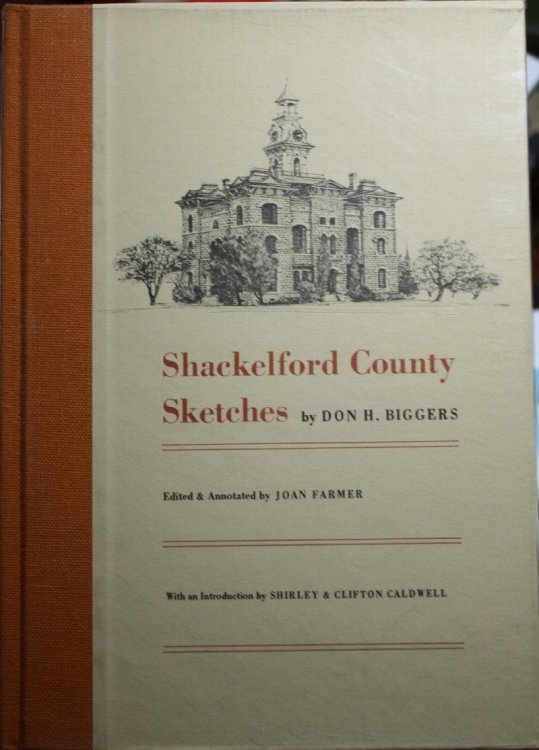 Shackelford County
Sketches by DON H. BIGGERS
Edited & Annotated by JOAN FARMER
With an Introduction by SHIRLEY & CLIFTON CALDWELL